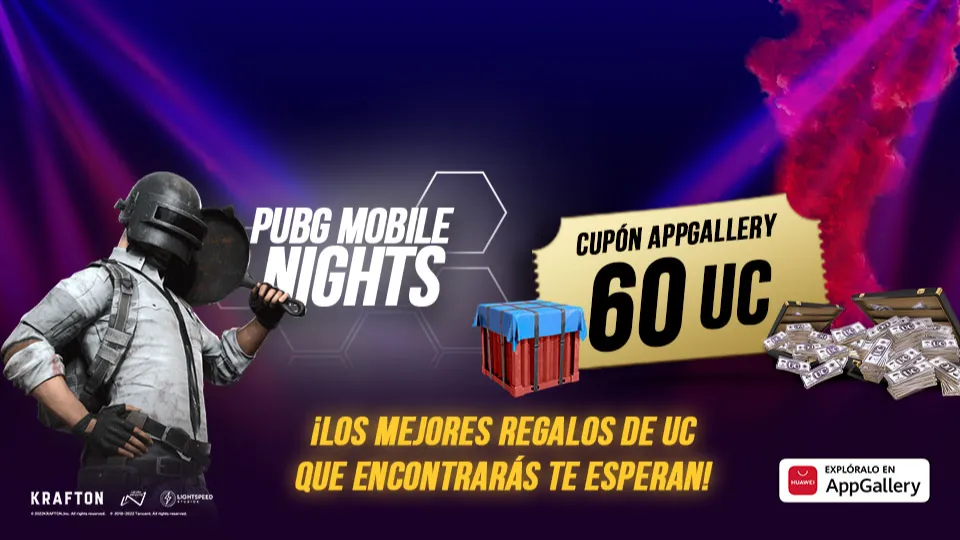 PUBG MOBILE
NIGHTS
CUPÓN APPGALLERY
60 UC
¡LOS MEJORES REGALOS DE UC
QUE ENCONTRARÁS TE ESPERAN!
KRAFTON
LIGHTSPEED
STUDIOS
HUAWEI
EXPLÓRALO EN
AppGallery